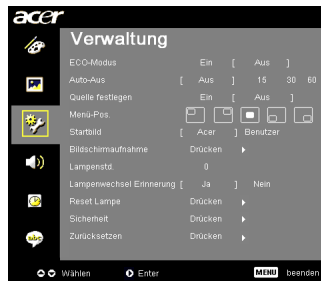 acer
Verwaltung
ECO-Modus Ein [ Aus ]
Auto-Aus [ Aus ] 15 30 60
Quelle festlegen Ein [ Aus ]
Menü-Pos.
Startbild [ Acer ] Benutzer
Bildschirmaufnahme Drücken
Lampenstd. 0
Lampenwechsel Erinnerung [ Ja ] Nein
Reset Lampe Drücken
Sicherheit Drücken
Zurücksetzen Drücken
abc
Wählen Enter MENU beenden